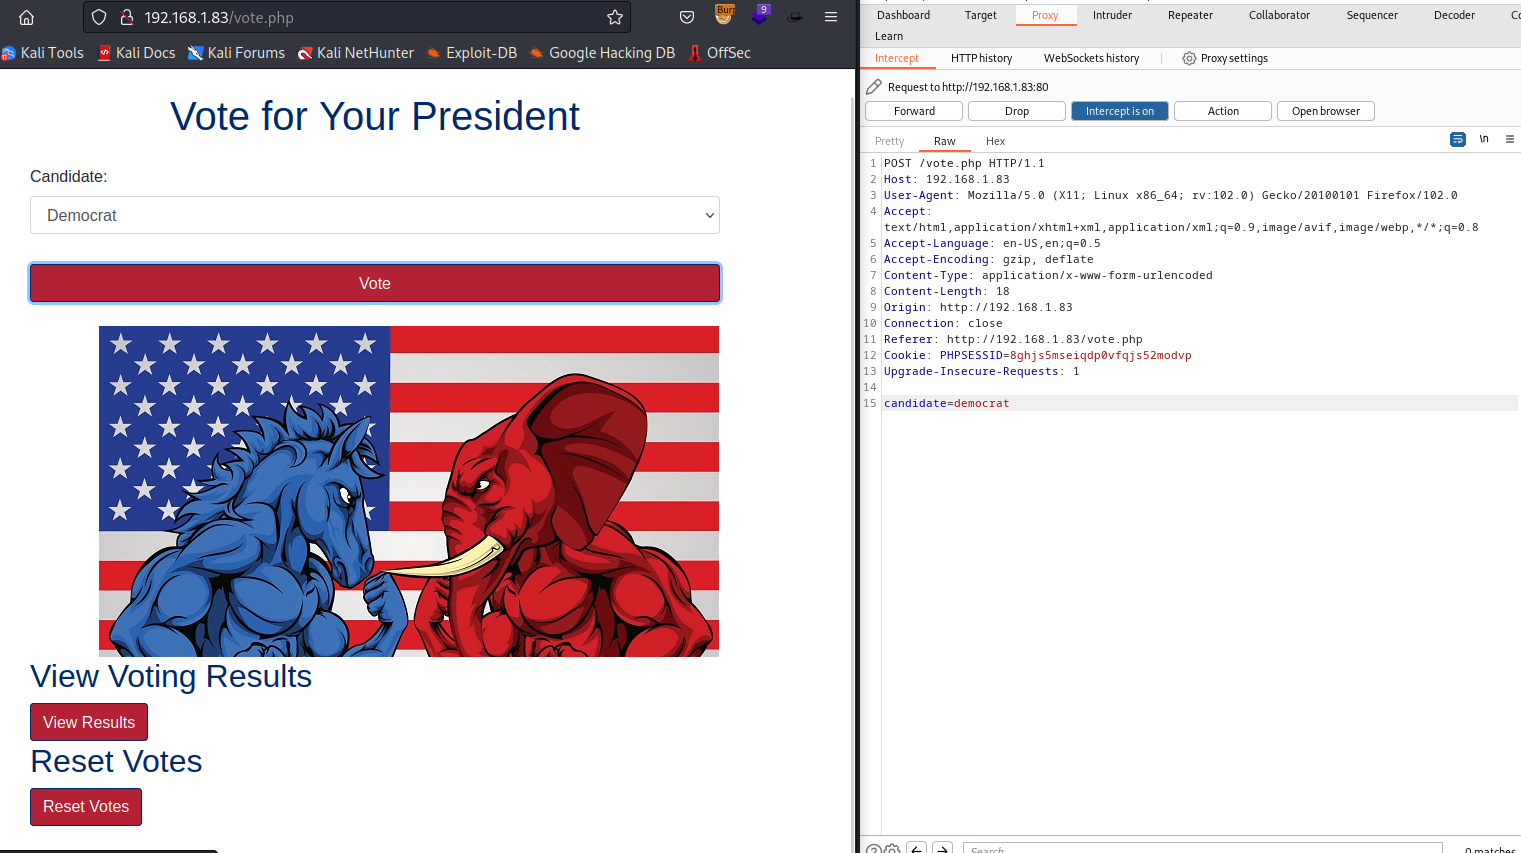 192.168.1.83/vote.php
Burp
9
Kali Tools
Kali Docs
Kali Forums
Kali NetHunter
Exploit-DB
Google Hacking DB
OffSec
Vote for Your President
Candidate:
Democrat
Vote
View Voting Results
View Results
Reset Votes
Reset Votes
Dashboard
Target
Proxy
Intruder
Repeater
Collaborator
Sequencer
Decoder
Learn
Intercept
HTTP history
WebSockets history
Proxy settings
Request to http://192.168.1.83:80
Forward
Drop
Intercept is on
Action
Open browser
Pretty
Raw
Hex
\n
1 POST /vote.php HTTP/1.1
2 Host: 192.168.1.83
3 User-Agent: Mozilla/5.0 (X11; Linux x86_64; rv:102.0) Gecko/20100101 Firefox/102.0
4 Accept:
text/html,application/xhtml+xml,application/xml;q=0.9,image/avif,image/webp,*/*;q=0.8
5 Accept-Language: en-US,en;q=0.5
6 Accept-Encoding: gzip, deflate
7 Content-Type: application/x-www-form-urlencoded
8 Content-Length: 18
9 Origin: http://192.168.1.83
10 Connection: close
11 Referer: http://192.168.1.83/vote.php
12 Cookie: PHPSESSID=8ghjs5mseiqdp0vfqjs52modvp
13 Upgrade-Insecure-Requests: 1
14
15 candidate=democrat
Search...
0 matches